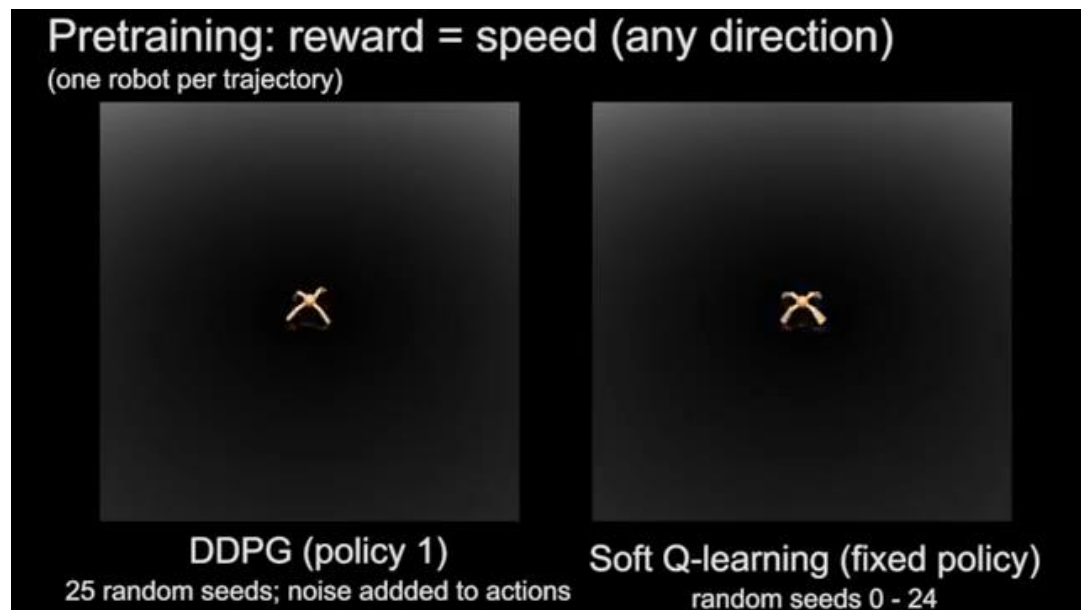 Pretraining: reward = speed (any direction)
(one robot per trajectory)
DDPG (policy 1)
25 random seeds; noise addded to actions
Soft Q-learning (fixed policy)
random seeds 0 - 24